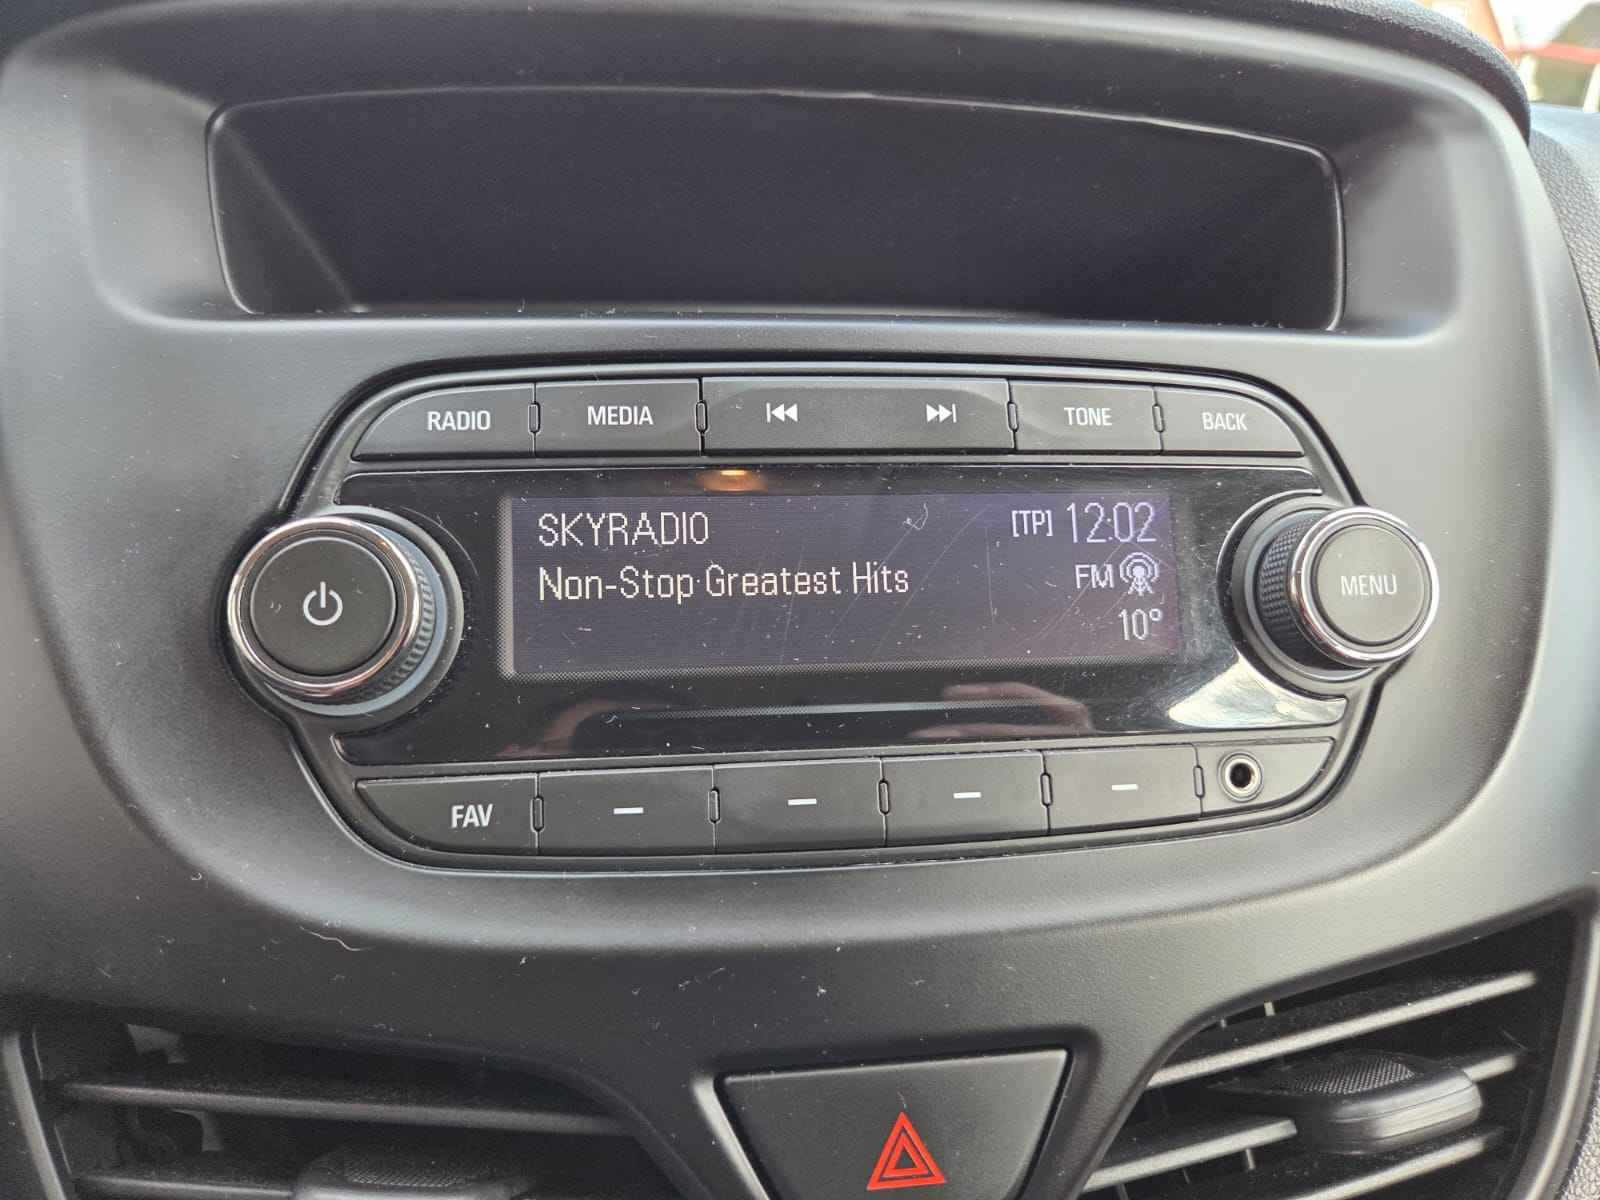 RADIO MEDIA TONE BACK
SKYRADIO [TP] 12:02
Non-Stop Greatest Hits FM
10°
MENU
FAV